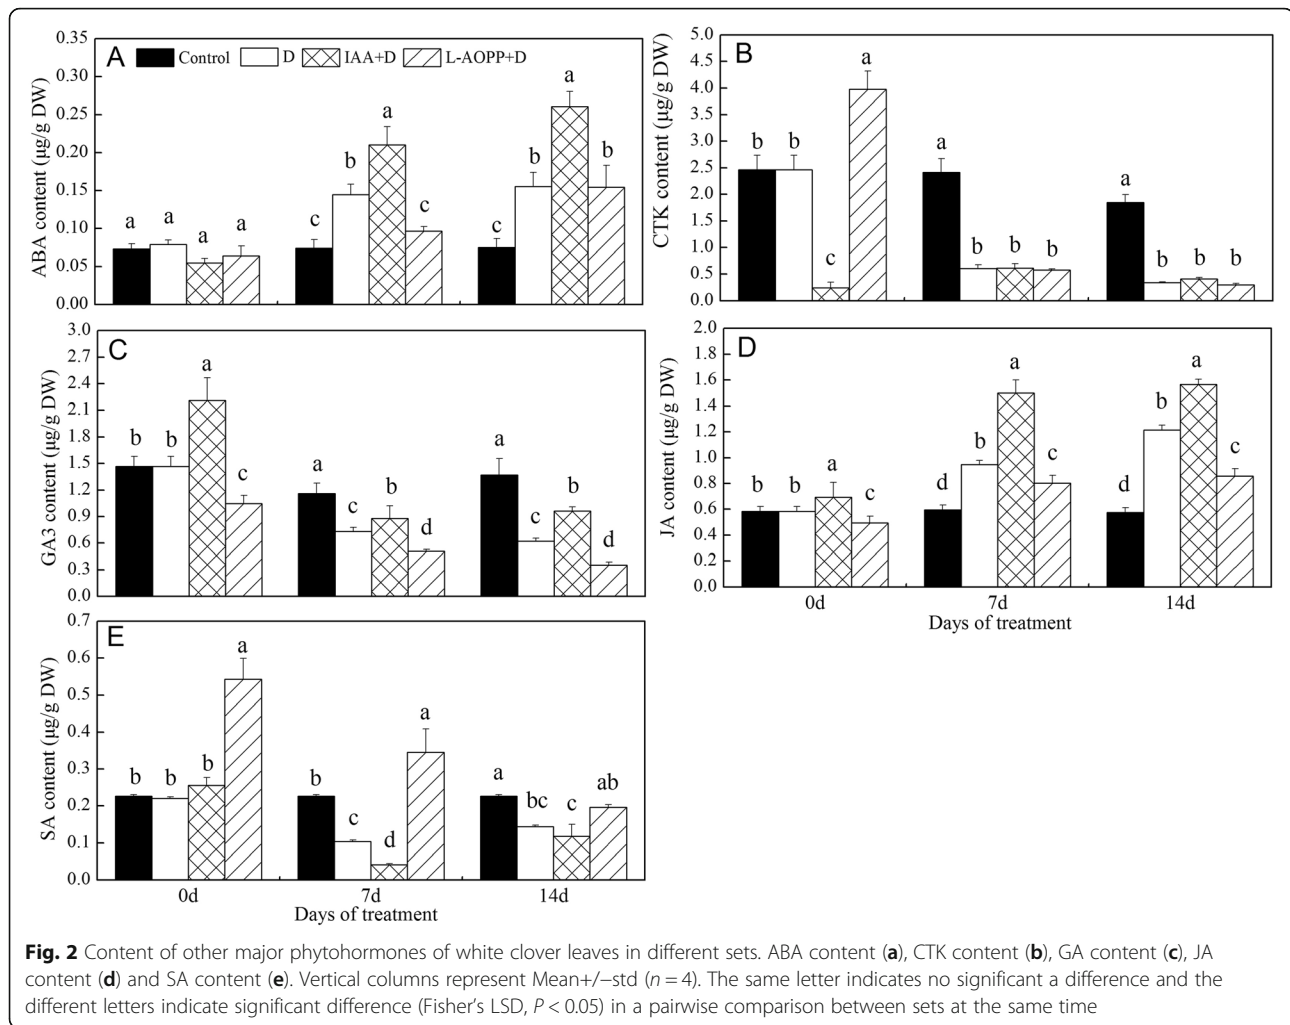 A
Control D IAA+D L-AOPP+D
ABA content (µg/g DW)
0.35
0.30
0.25
0.20
0.15
0.10
0.05
0.00
a a a a
c b a c
c b a b
B
CTK content (µg/g DW)
5.0
4.5
4.0
3.5
3.0
2.5
2.0
1.5
1.0
0.5
0.0
b b c a
a b b b
a b b b
C
GA3 content (µg/g DW)
3.0
2.7
2.4
2.1
1.8
1.5
1.2
0.9
0.6
0.3
0.0
b b a c
a c b d
a c b d
D
JA content (µg/g DW)
2.0
1.8
1.6
1.4
1.2
1.0
0.8
0.6
0.4
0.2
0.0
b b a c
d b a c
d b a c
0d 7d 14d
Days of treatment
E
SA content (µg/g DW)
0.7
0.6
0.5
0.4
0.3
0.2
0.1
0.0
b b b a
b c d a
a bc c ab
0d 7d 14d
Days of treatment
Fig. 2 Content of other major phytohormones of white clover leaves in different sets. ABA content (a), CTK content (b), GA content (c), JA
content (d) and SA content (e). Vertical columns represent Mean+/−std (n = 4). The same letter indicates no significant a difference and the
different letters indicate significant difference (Fisher's LSD, P < 0.05) in a pairwise comparison between sets at the same time